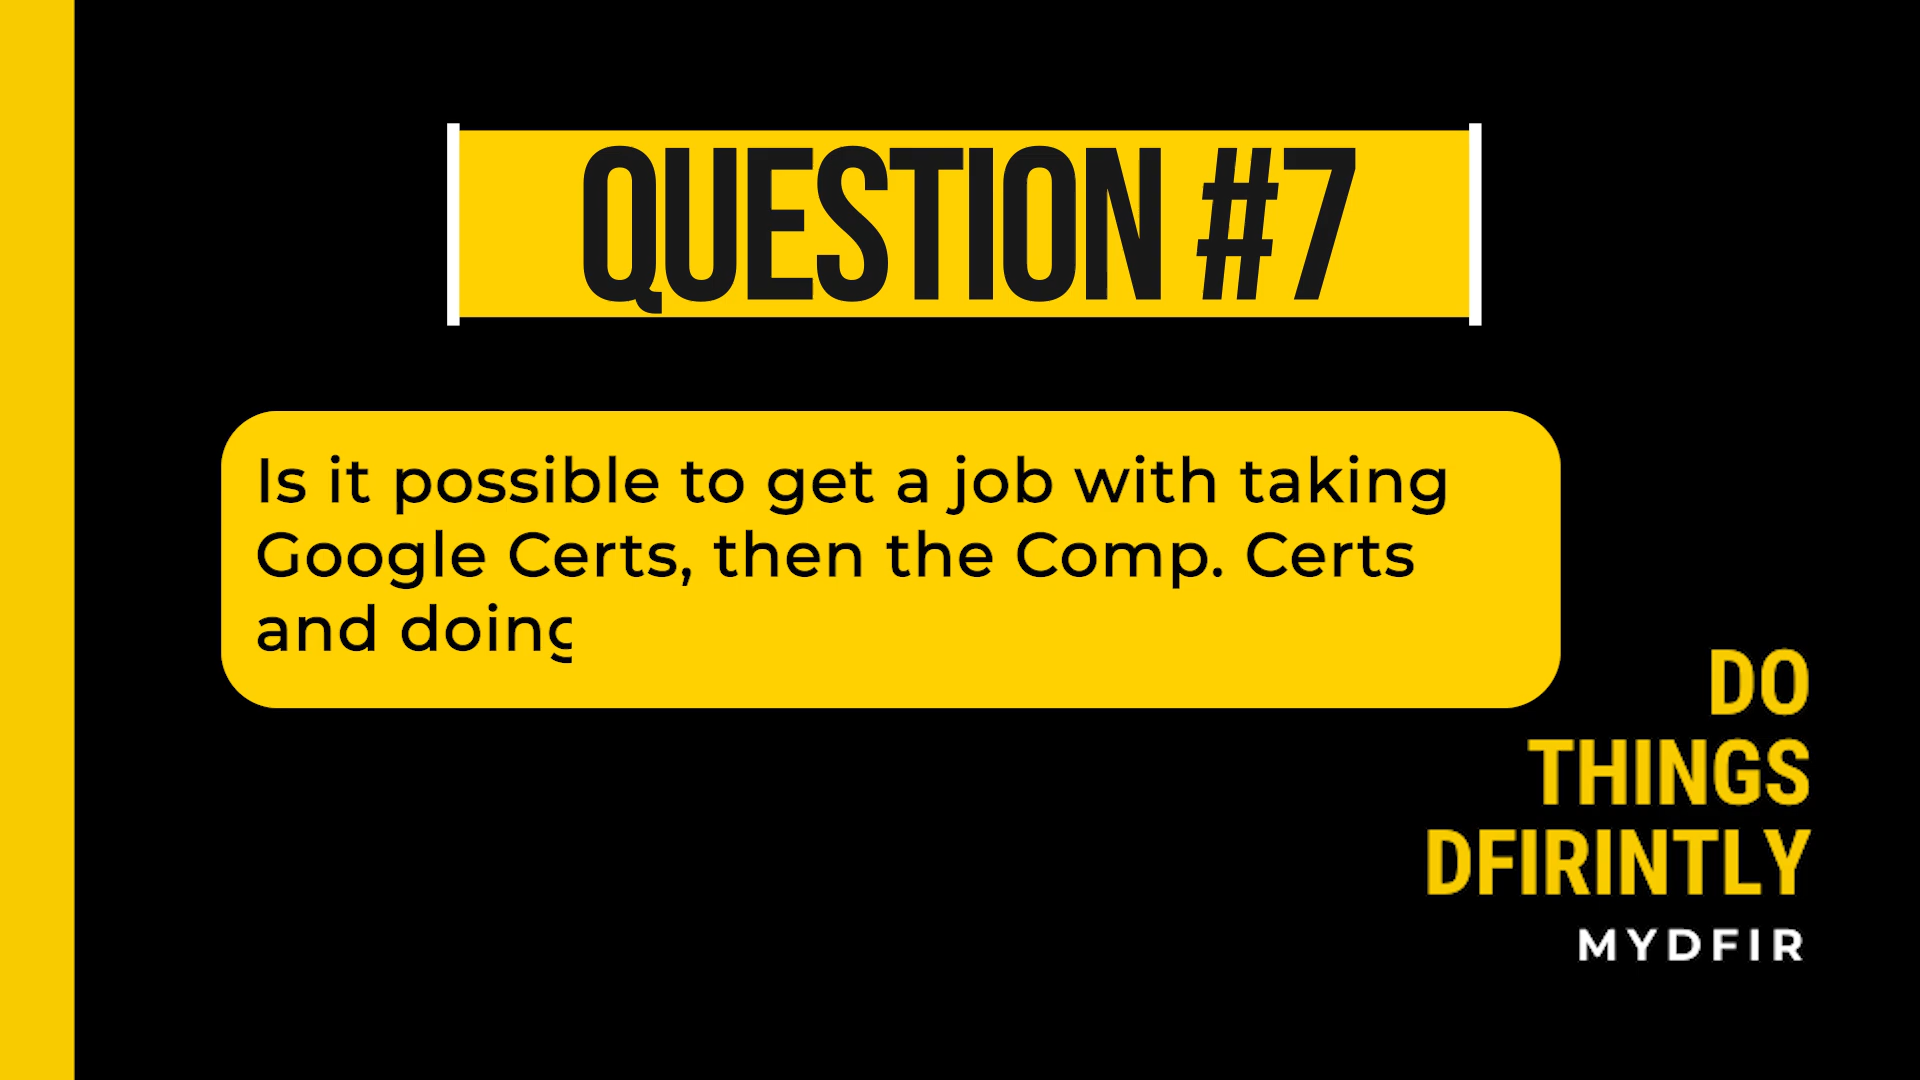 QUESTION #7
Is it possible to get a job with taking
Google Certs, then the Comp. Certs
and doing
DO
THINGS
DFIRINTLY
MYDFIR